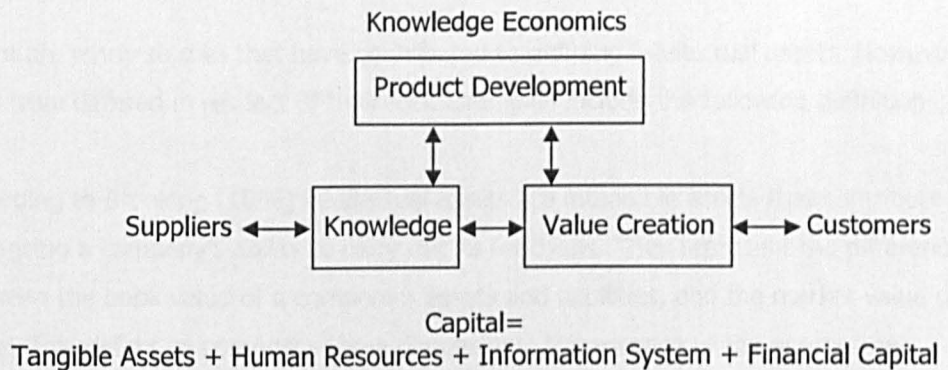 Knowledge Economics
Product Development
Suppliers Knowledge Value Creation Customers
Capital=
Tangible Assets + Human Resources + Information System + Financial Capital